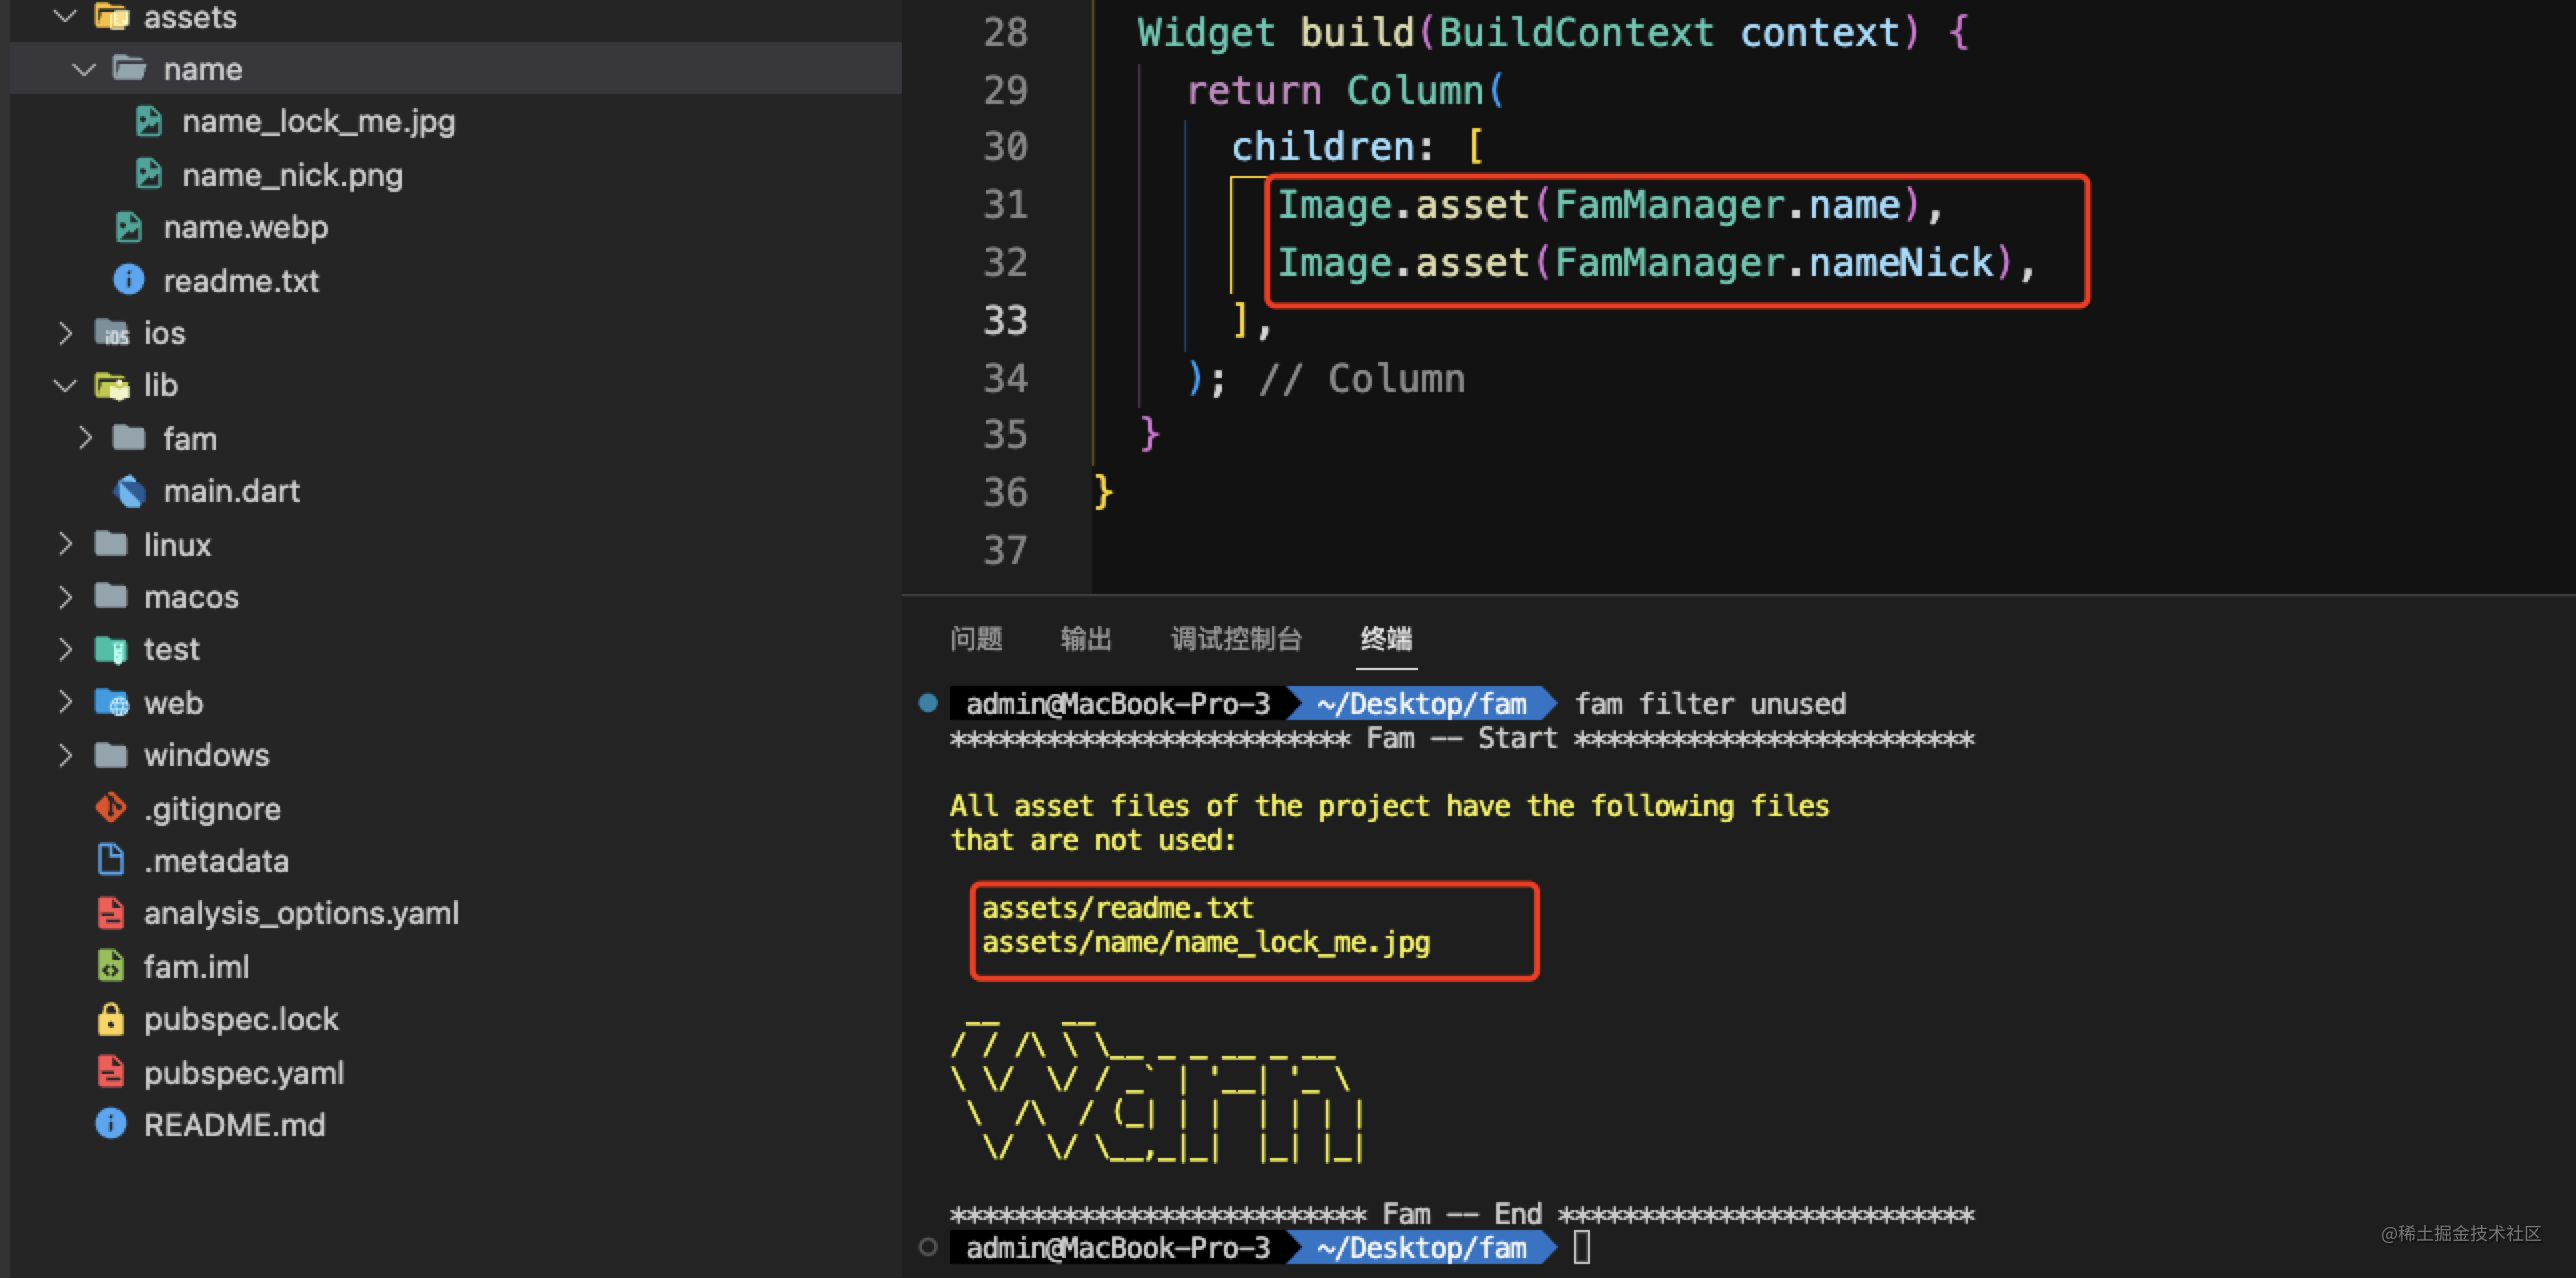 assets
name
name_lock_me.jpg
name_nick.png
name.webp
readme.txt
ios
lib
fam
main.dart
linux
macos
test
web
windows
.gitignore
.metadata
analysis_options.yaml
fam.iml
pubspec.lock
pubspec.yaml
README.md
28 Widget build(BuildContext context) {
29 return Column(
30 children: [
31 Image.asset(FamManager.name),
32 Image.asset(FamManager.nameNick),
33 ],
34 ); // Column
35 }
36 }
37
问题 输出 调试控制台 终端
admin@MacBook-Pro-3 ~/Desktop/fam fam filter unused
************************* Fam -- Start *************************
All asset files of the project have the following files
that are not used:
assets/readme.txt
assets/name/name_lock_me.jpg
Warn
************************** Fam -- End **************************
admin@MacBook-Pro-3 ~/Desktop/fam
@稀土掘金技术社区